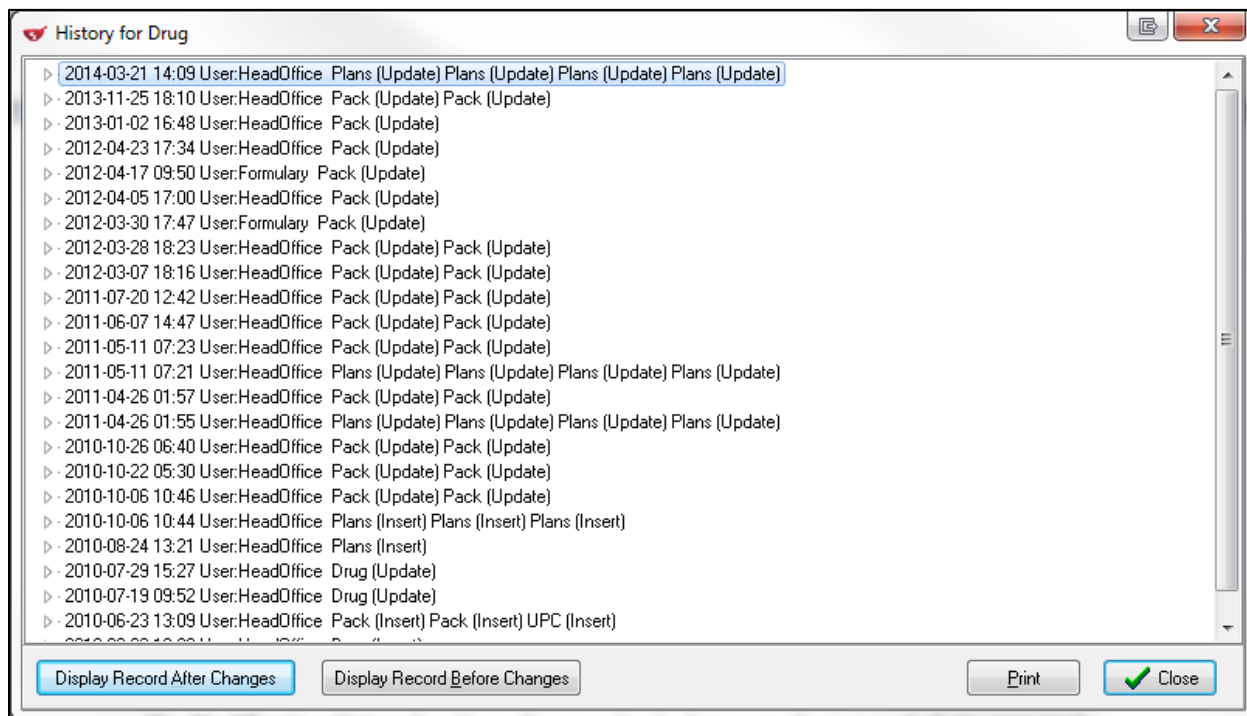 History for Drug
2014-03-21 14:09 User:HeadOffice Plans (Update) Plans (Update) Plans (Update) Plans (Update)
2013-11-25 18:10 User:HeadOffice Pack (Update) Pack (Update)
2013-01-02 16:48 User:HeadOffice Pack (Update)
2012-04-23 17:34 User:HeadOffice Pack (Update)
2012-04-17 09:50 User:Formulary Pack (Update)
2012-04-05 17:00 User:HeadOffice Pack (Update)
2012-03-30 17:47 User:Formulary Pack (Update)
2012-03-28 18:23 User:HeadOffice Pack (Update) Pack (Update)
2012-03-07 18:16 User:HeadOffice Pack (Update) Pack (Update)
2011-07-20 12:42 User:HeadOffice Pack (Update) Pack (Update)
2011-06-07 14:47 User:HeadOffice Pack (Update) Pack (Update)
2011-05-11 07:23 User:HeadOffice Pack (Update) Pack (Update)
2011-05-11 07:21 User:HeadOffice Plans (Update) Plans (Update) Plans (Update) Plans (Update)
2011-04-26 01:57 User:HeadOffice Pack (Update) Pack (Update)
2011-04-26 01:55 User:HeadOffice Plans (Update) Plans (Update) Plans (Update) Plans (Update)
2010-10-26 06:40 User:HeadOffice Pack (Update) Pack (Update)
2010-10-22 05:30 User:HeadOffice Pack (Update) Pack (Update)
2010-10-06 10:46 User:HeadOffice Pack (Update) Pack (Update)
2010-10-06 10:44 User:HeadOffice Plans (Insert) Plans (Insert) Plans (Insert)
2010-08-24 13:21 User:HeadOffice Plans (Insert)
2010-07-29 15:27 User:HeadOffice Drug (Update)
2010-07-19 09:52 User:HeadOffice Drug (Update)
2010-06-23 13:09 User:HeadOffice Pack (Insert) Pack (Insert) UPC (Insert)
Display Record After Changes Display Record Before Changes Print Close